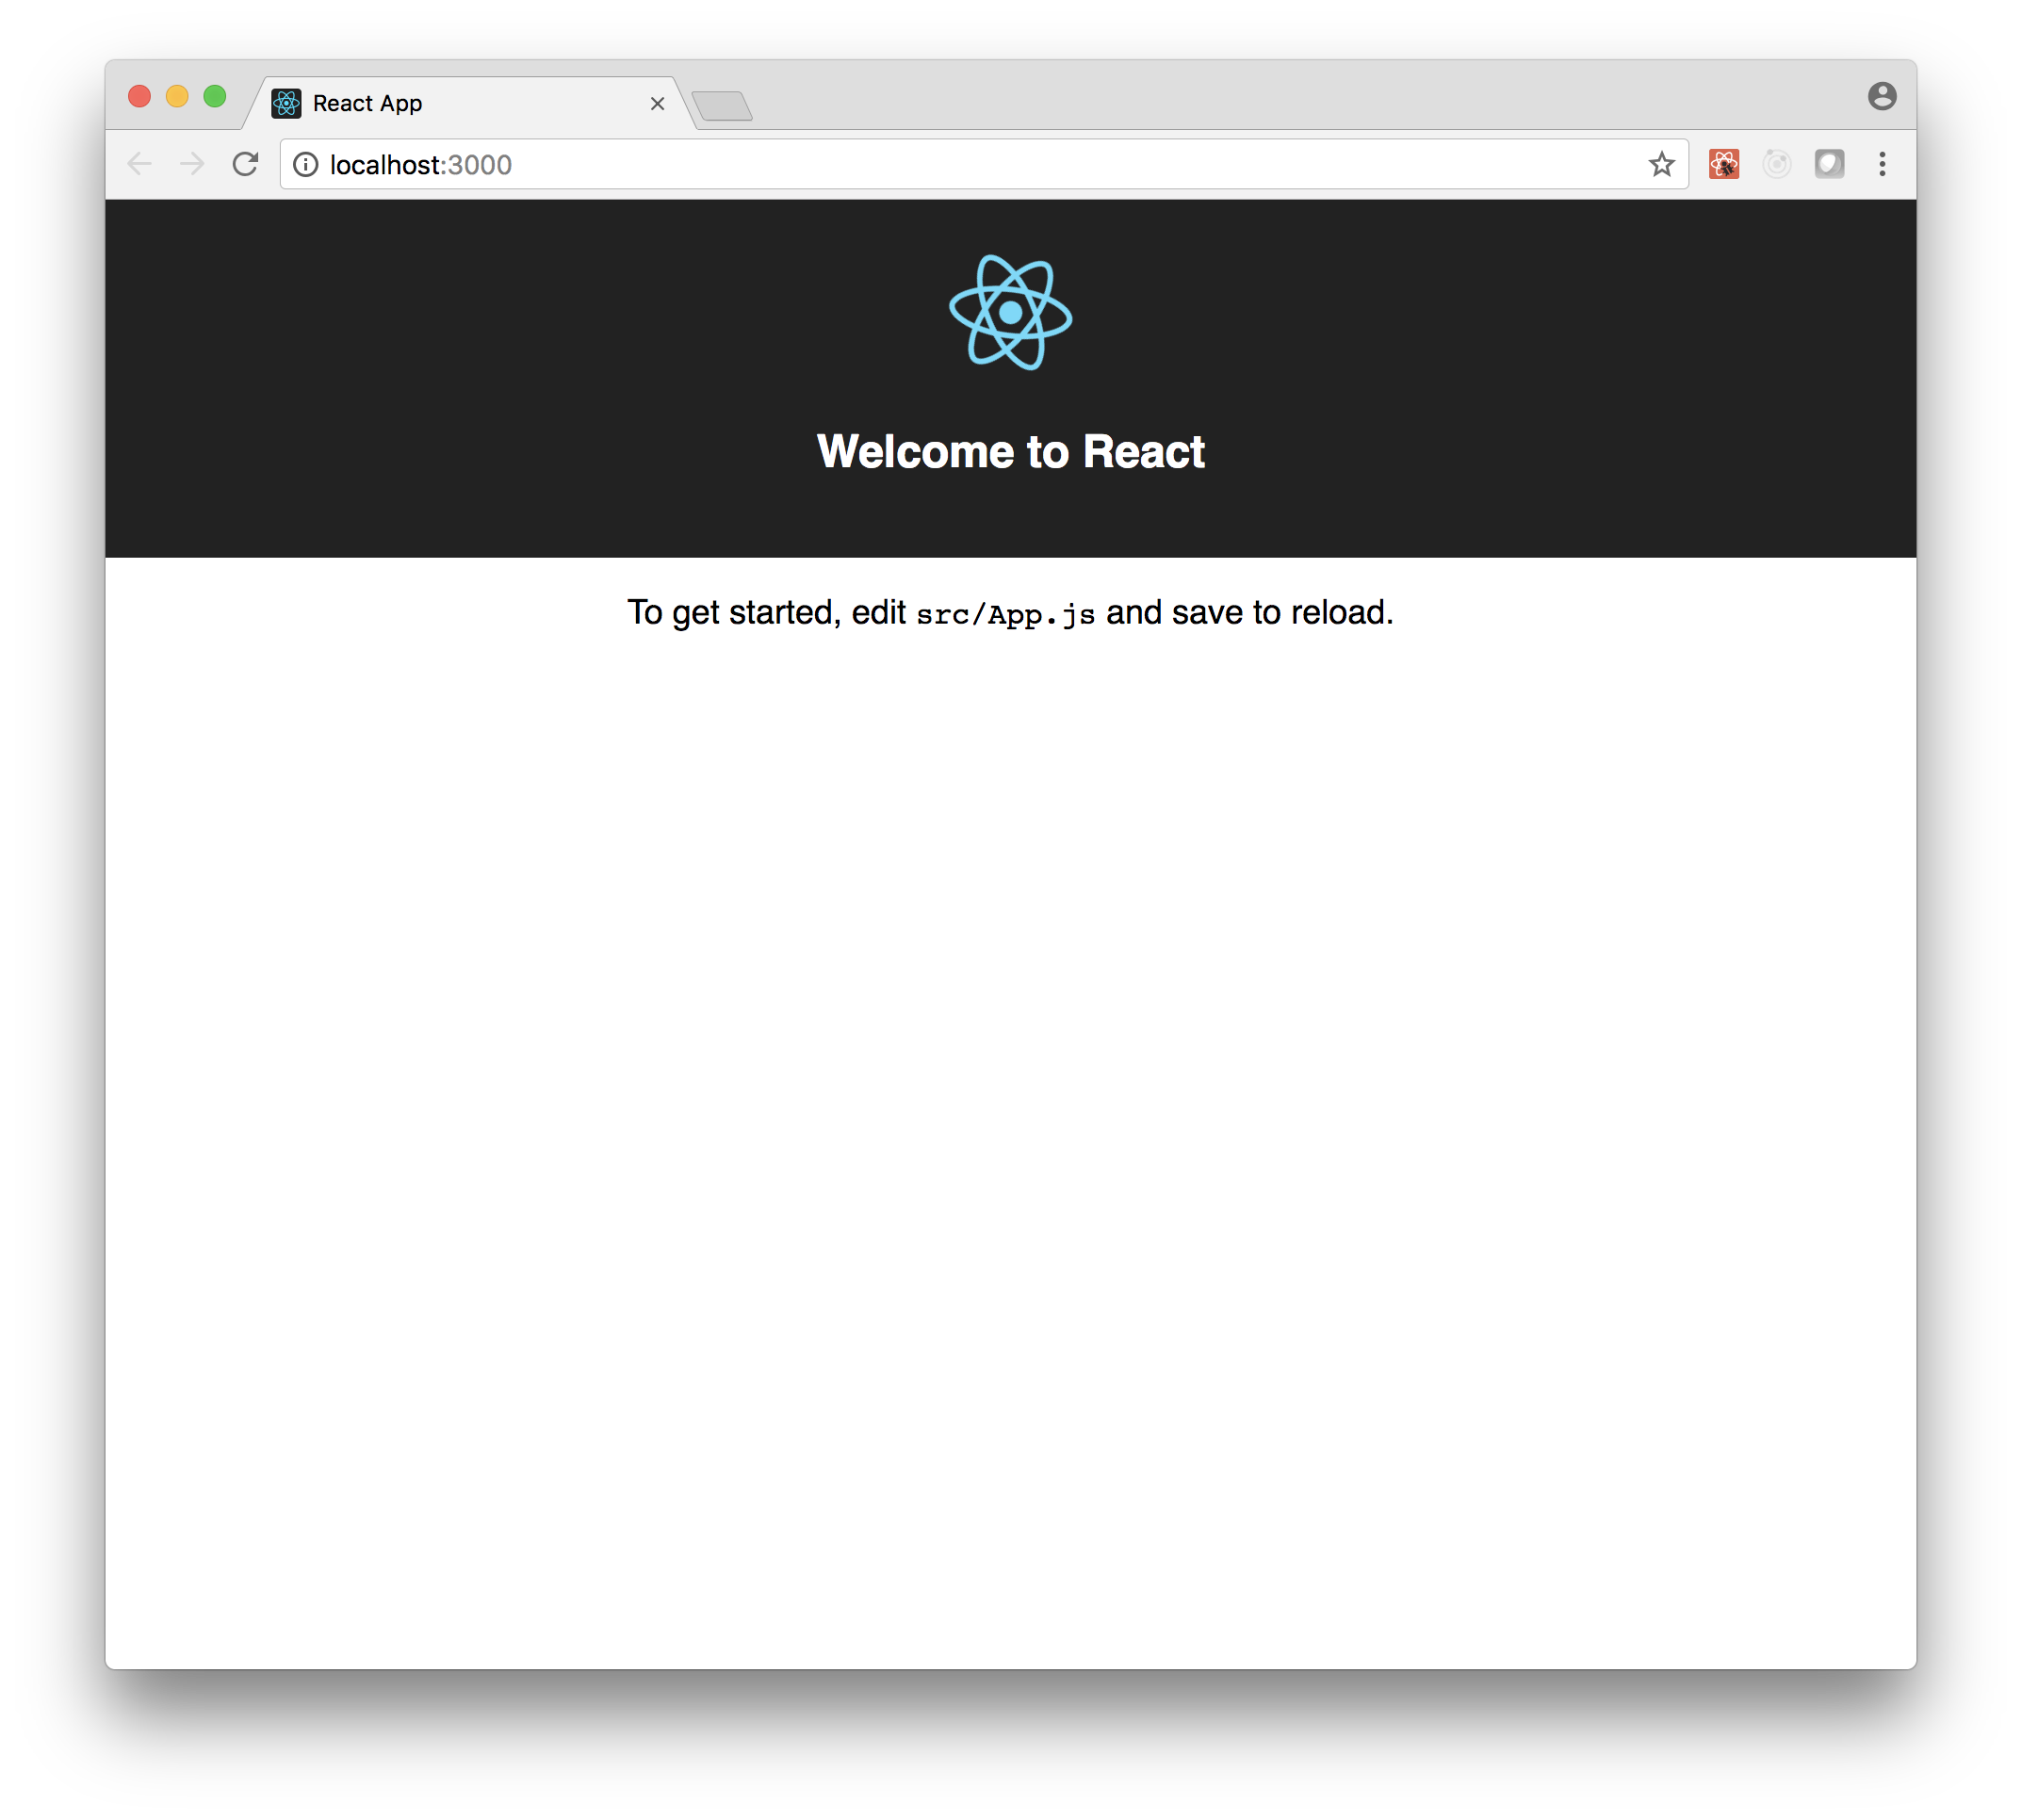 React App
localhost:3000
Welcome to React
To get started, edit src/App.js and save to reload.